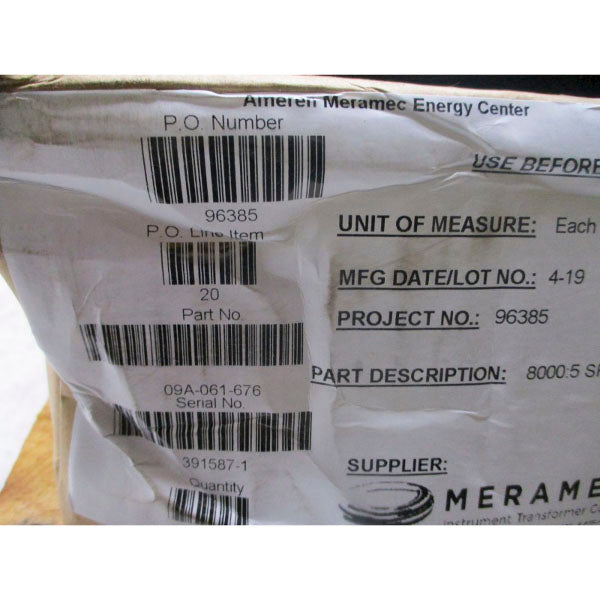 Ameren Meramec Energy Center
P.O. Number
96385
P.O. Line Item
20
Part No.
09A-061-676
Serial No.
391587-1
Quantity
USE BEFORE
UNIT OF MEASURE: Each
MFG DATE/LOT NO.: 4-19
PROJECT NO.: 96385
PART DESCRIPTION: 8000:5
SUPPLIER:
MERAMEC
Instrument Transformer